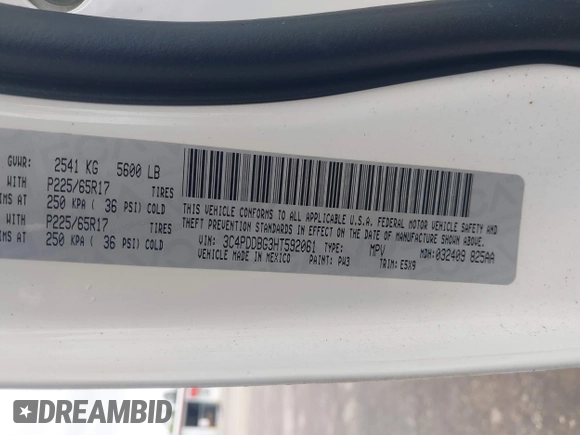 GVWR: 2541 KG 5600 LB
WITH P225/65R17 TIRES
IMS AT 250 KPA ( 36 PSI) COLD
WITH P225/65R17 TIRES
IMS AT 250 KPA ( 36 PSI) COLD
THIS VEHICLE CONFORMS TO ALL APPLICABLE U.S.A. FEDERAL MOTOR VEHICLE SAFETY AND
THEFT PREVENTION STANDARDS IN EFFECT ON THE DATE OF MANUFACTURE SHOWN ABOVE.
VIN: 3C4PDDBG3HT592061 TYPE: MPV MDH: 032409 825AA
VEHICLE MADE IN MEXICO PAINT: PW3 TRIM: E5X9
DREAMBID